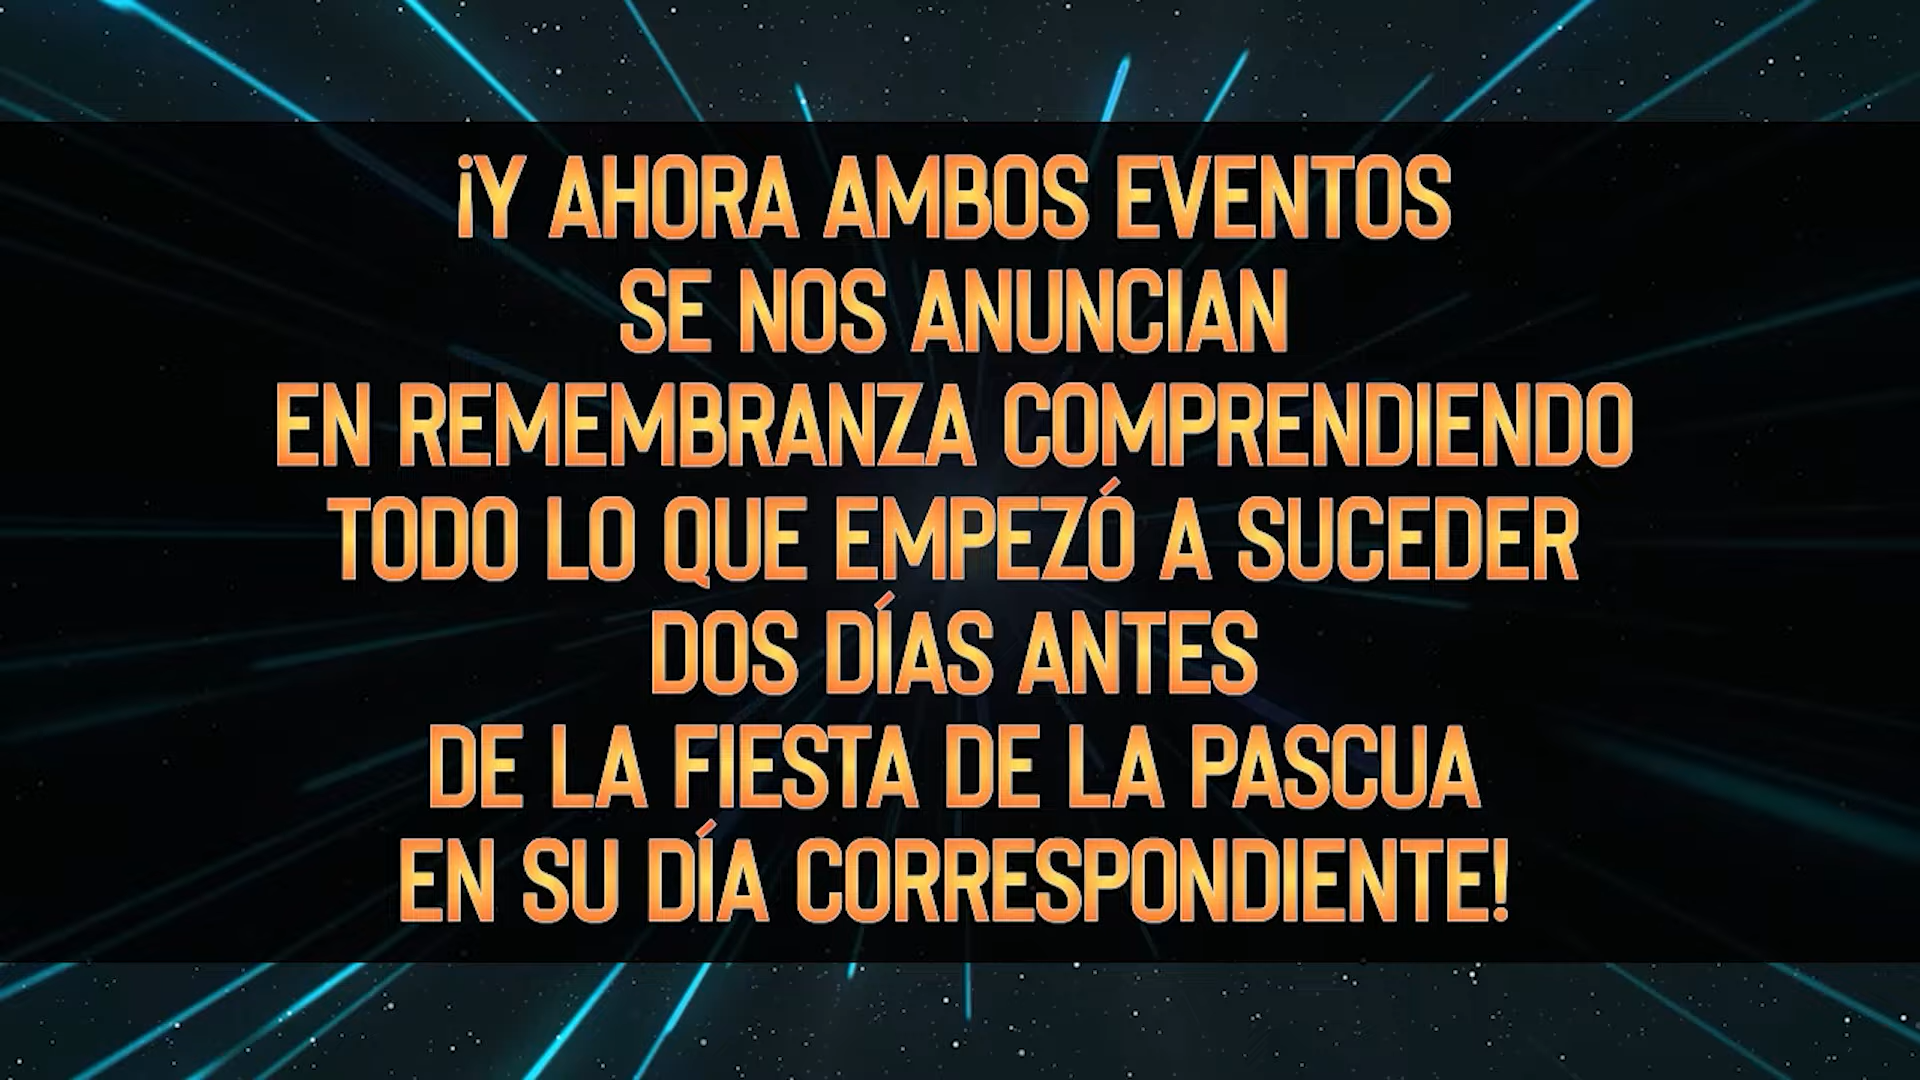 ¡Y AHORA AMBOS EVENTOS
SE NOS ANUNCIAN
EN REMEMBRANZA COMPRENDIENDO
TODO LO QUE EMPEZÓ A SUCEDER
DOS DÍAS ANTES
DE LA FIESTA DE LA PASCUA
EN SU DÍA CORRESPONDIENTE!